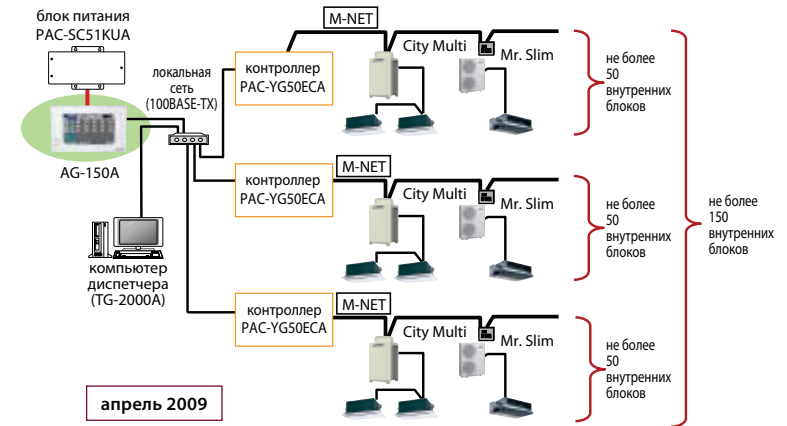 блок питания
PAC-SC51KUA
AG-150A
локальная
сеть
(100BASE-TX)
компьютер
диспетчера
(TG-2000A)
контроллер
PAC-YG50ECA
M-NET
City Multi
Mr. Slim
не более
50
внутренних
блоков
контроллер
PAC-YG50ECA
M-NET
City Multi
Mr. Slim
не более
50
внутренних
блоков
не более
150
внутренних
блоков
контроллер
PAC-YG50ECA
M-NET
City Multi
Mr. Slim
не более
50
внутренних
блоков
апрель 2009